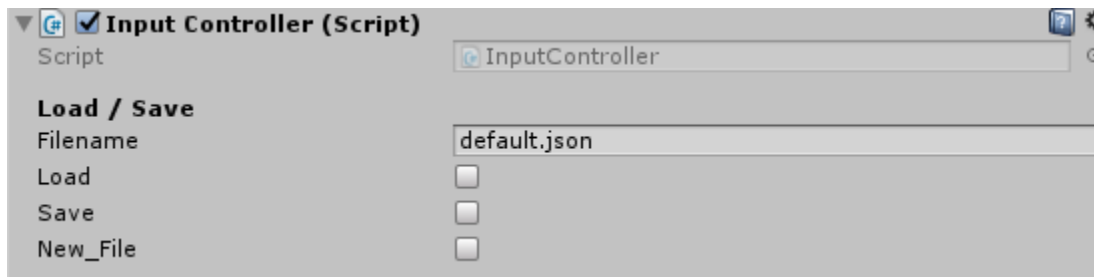 Input Controller (Script)
Script InputController
Load / Save
Filename default.json
Load
Save
New_File